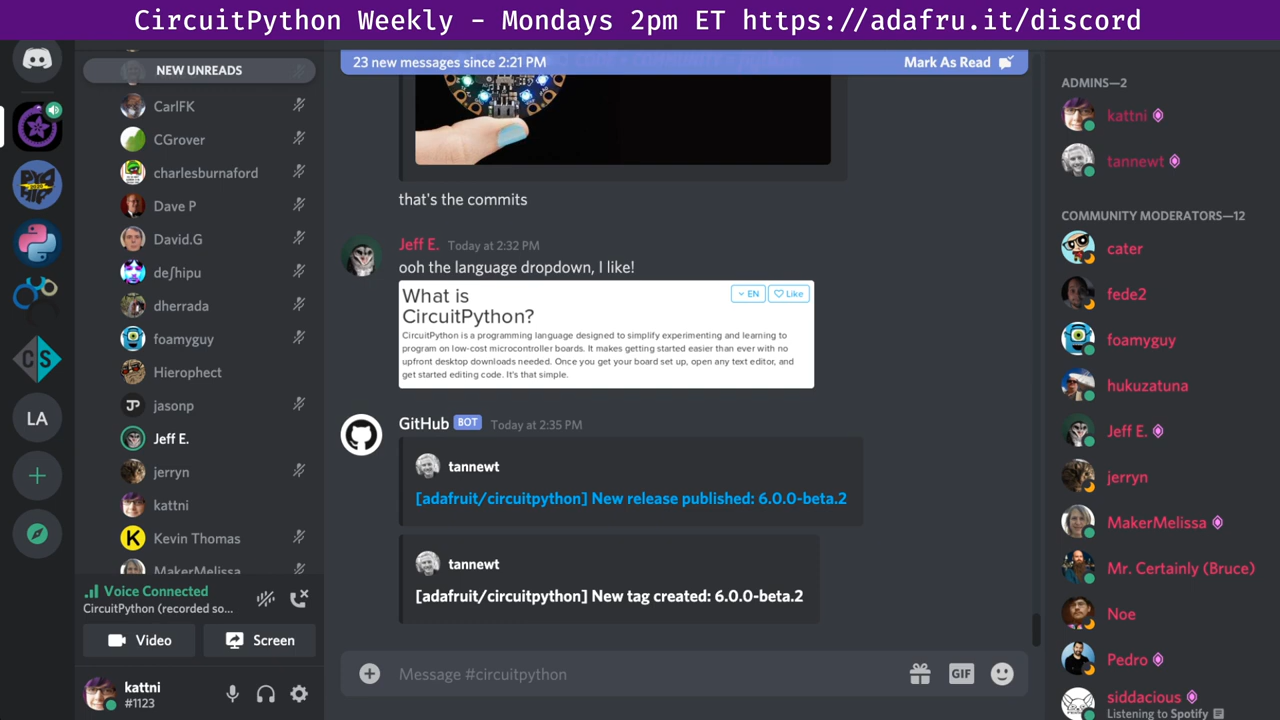 CircuitPython Weekly - Mondays 2pm ET https://adafru.it/discord
NEW UNREADS
CarlFK
CGrover
charlesburnaford
Dave P
David.G
deʃhipu
dherrada
foamyguy
Hierophect
JP jasonp
Jeff E.
jerryn
kattni
K Kevin Thomas
MakerMelissa
CS
LA
Voice Connected
CircuitPython (recorded so...
Video
Screen
kattni
#1123
23 new messages since 2:21 PM
Mark As Read
that's the commits
Jeff E. Today at 2:32 PM
ooh the language dropdown, I like!
What is
CircuitPython?
EN
Like
CircuitPython is a programming language designed to simplify experimenting and learning to
program on low-cost microcontroller boards. It makes getting started easier than ever with no
upfront desktop downloads needed. Once you get your board set up, open any text editor, and
get started editing code. It's that simple.
GitHub BOT Today at 2:35 PM
tannewt
[adafruit/circuitpython] New release published: 6.0.0-beta.2
tannewt
[adafruit/circuitpython] New tag created: 6.0.0-beta.2
Message #circuitpython
GIF
ADMINS—2
kattni
tannewt
COMMUNITY MODERATORS—12
cater
fede2
foamyguy
hukuzatuna
Jeff E.
jerryn
MakerMelissa
Mr. Certainly (Bruce)
Noe
Pedro
siddacious
Listening to Spotify